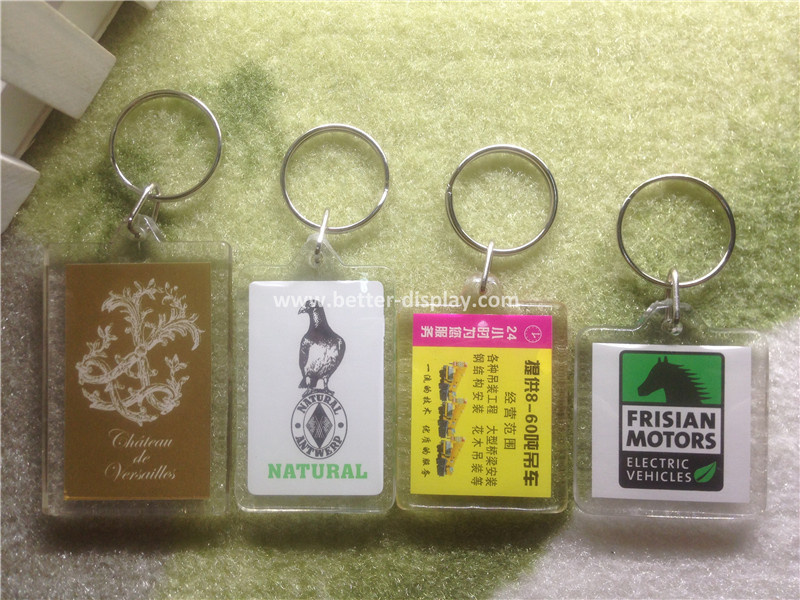 www.better-display.com
Château
de
Versailles
NATURAL
ANTWERP
NATURAL
24小时为您服务
提供8-60吨吊车
经营范围
各种吊装工程 大型桥梁安装
钢结构安装 花木吊装等
一流的技术 优质的服务
FRISIAN
MOTORS
ELECTRIC
VEHICLES